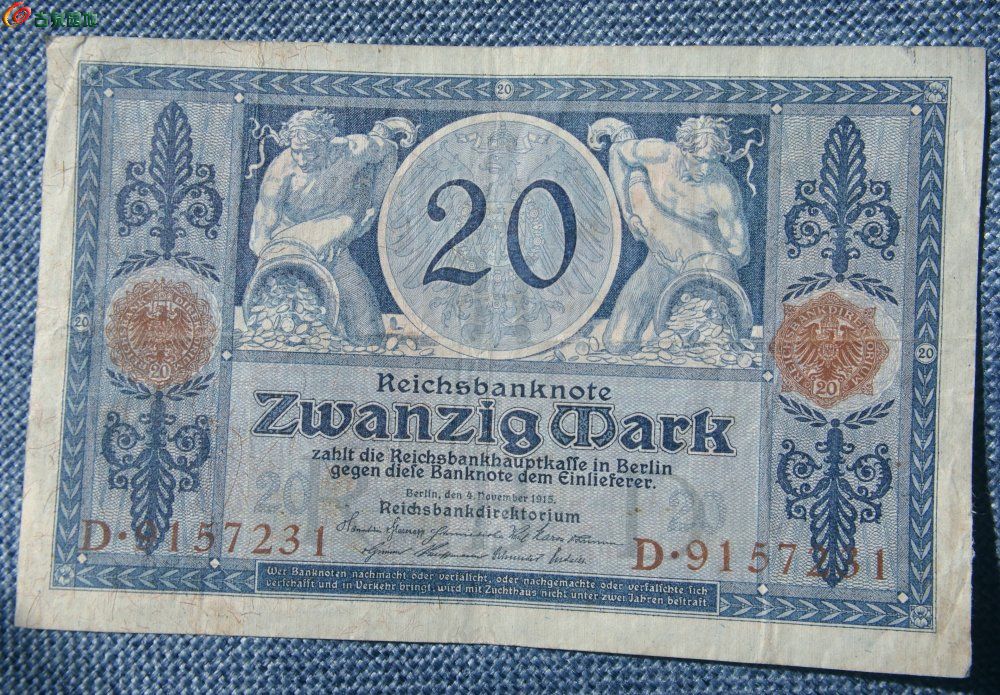 20
20
20
20
REICHSBANKDIREKTORIUM
20
20
Reichsbanknote
Zwanzig Mark
zahlt die Reichsbankhauptkasse in Berlin
gegen diese Banknote dem Einlieferer.
Berlin, den 4. November 1915.
Reichsbankdirektorium
D·9157231
D·9157231
Wer Banknoten nachmacht oder verfälscht, oder nachgemachte oder verfälschte sich
verschafft und in Verkehr bringt, wird mit Zuchthaus nicht unter zwei Jahren bestraft.